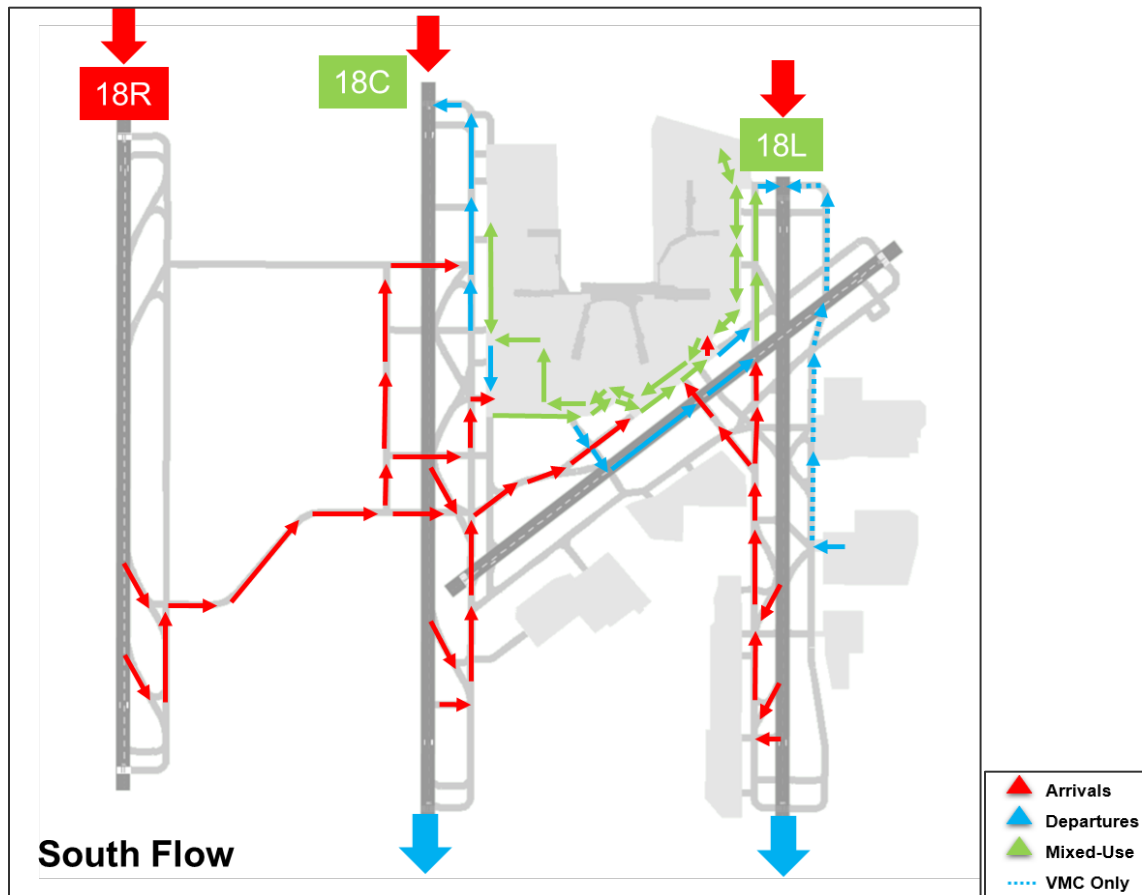 18R
18C
18L
South Flow
Arrivals
Departures
Mixed-Use
VMC Only